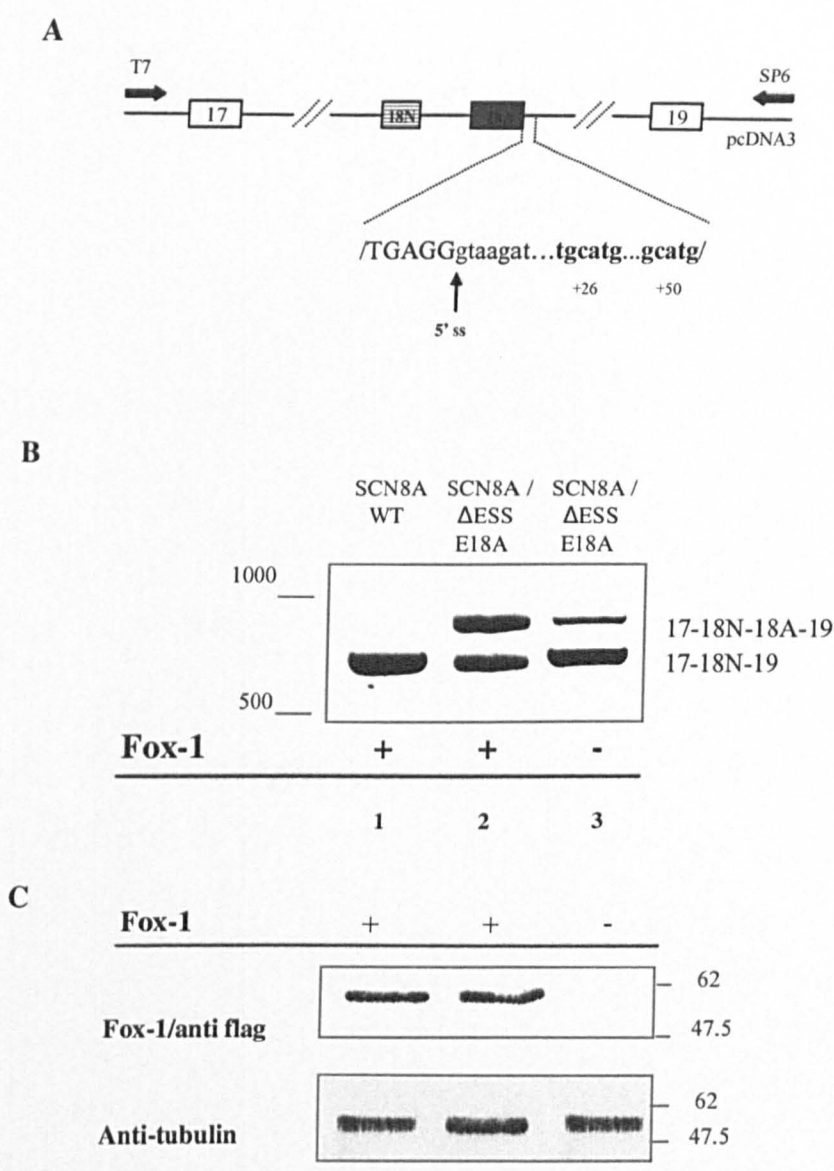 A
T7
SP6
17
18N
19
pcDNA3
/TGAGGgtaagat...tgcatg...gcatg/
+26 +50
5' ss
B
SCN8A WT
SCN8A / ΔESS E18A
SCN8A / ΔESS E18A
1000
17-18N-18A-19
17-18N-19
500
Fox-1 + + -
1 2 3
C
Fox-1 + + -
62
Fox-1/anti flag
47.5
62
Anti-tubulin
47.5